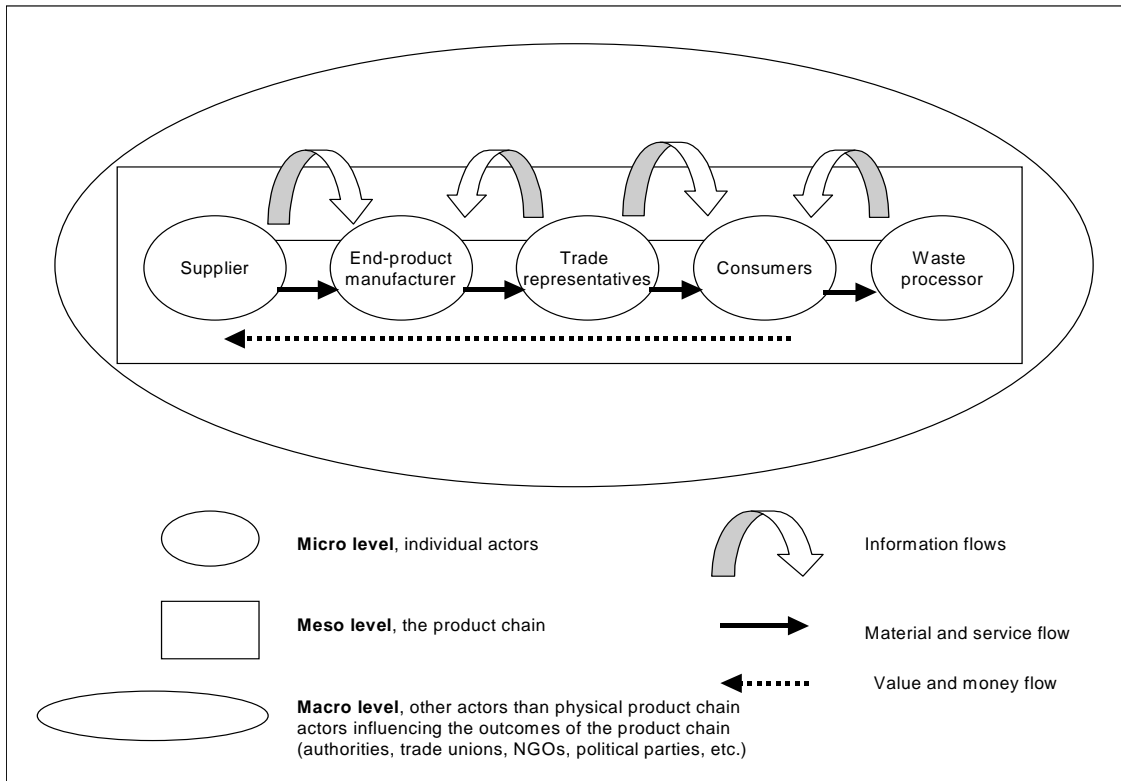 Supplier
End-product
manufacturer
Trade
representatives
Consumers
Waste
processor
Micro level, individual actors
Information flows
Meso level, the product chain
Material and service flow
Value and money flow
Macro level, other actors than physical product chain
actors influencing the outcomes of the product chain
(authorities, trade unions, NGOs, political parties, etc.)